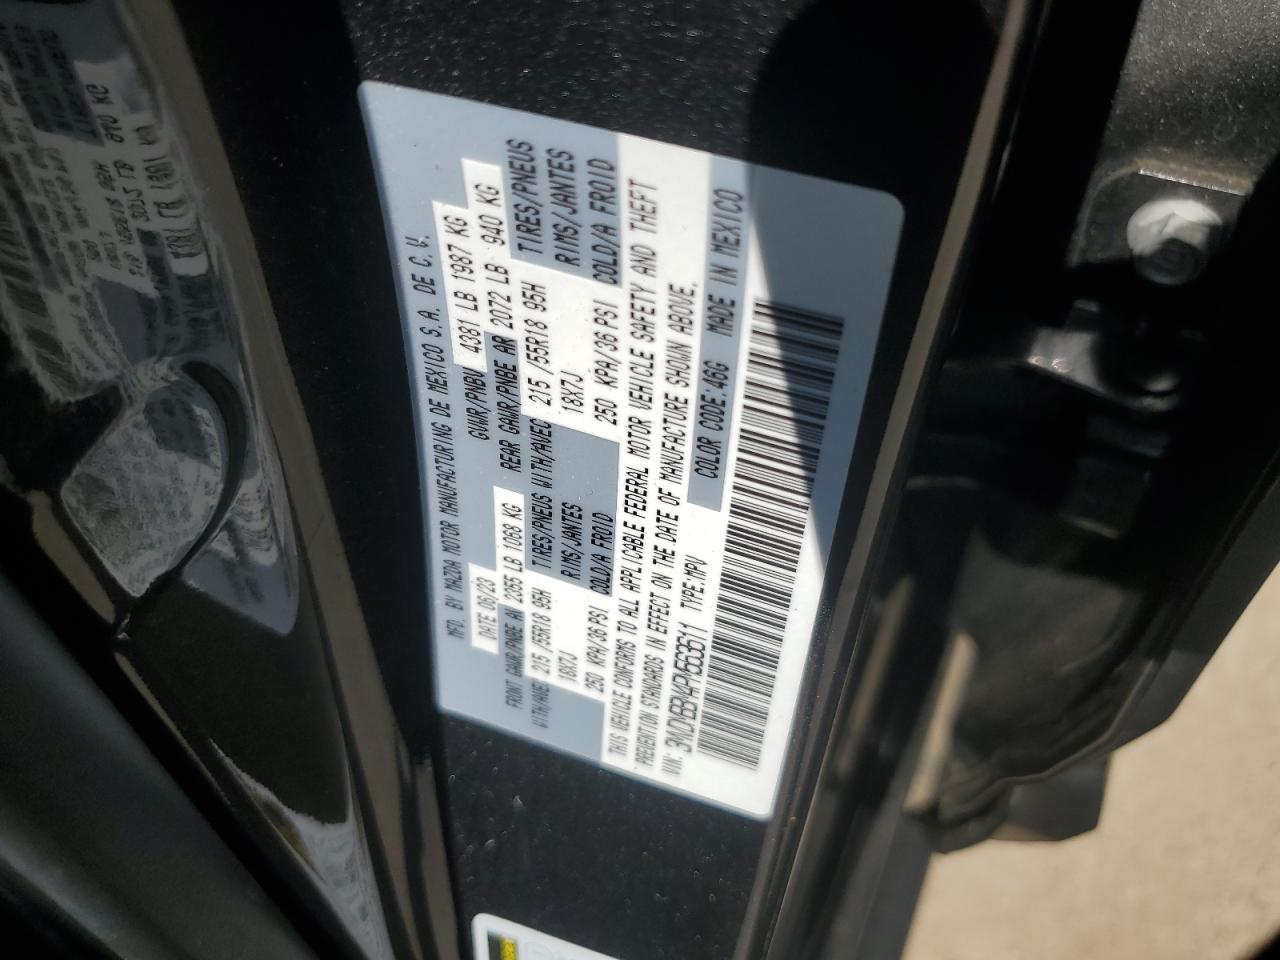 MFD. BY MAZDA MOTOR MANUFACTURING DE MEXICO S.A. DE C.V.
DATE 08/23 GVWR/PNBV 4381 LB 1987 KG
FRONT GAWR/PNBE AV 2355 LB 1068 KG REAR GAWR/PNBE AR 2072 LB 940 KG
WITH/AVEC 215 /55R18 95H TIRES/PNEUS WITH/AVEC 215 /55R18 95H TIRES/PNEUS
18X7J RIMS/JANTES 18X7J RIMS/JANTES
250 KPA/36 PSI COLD/A FROID 250 KPA/36 PSI COLD/A FROID
THIS VEHICLE CONFORMS TO ALL APPLICABLE FEDERAL MOTOR VEHICLE SAFETY AND THEFT
PREVENTION STANDARDS IN EFFECT ON THE DATE OF MANUFACTURE SHOWN ABOVE.
VIN: TYPE:MPV COLOR CODE:46G MADE IN MEXICO